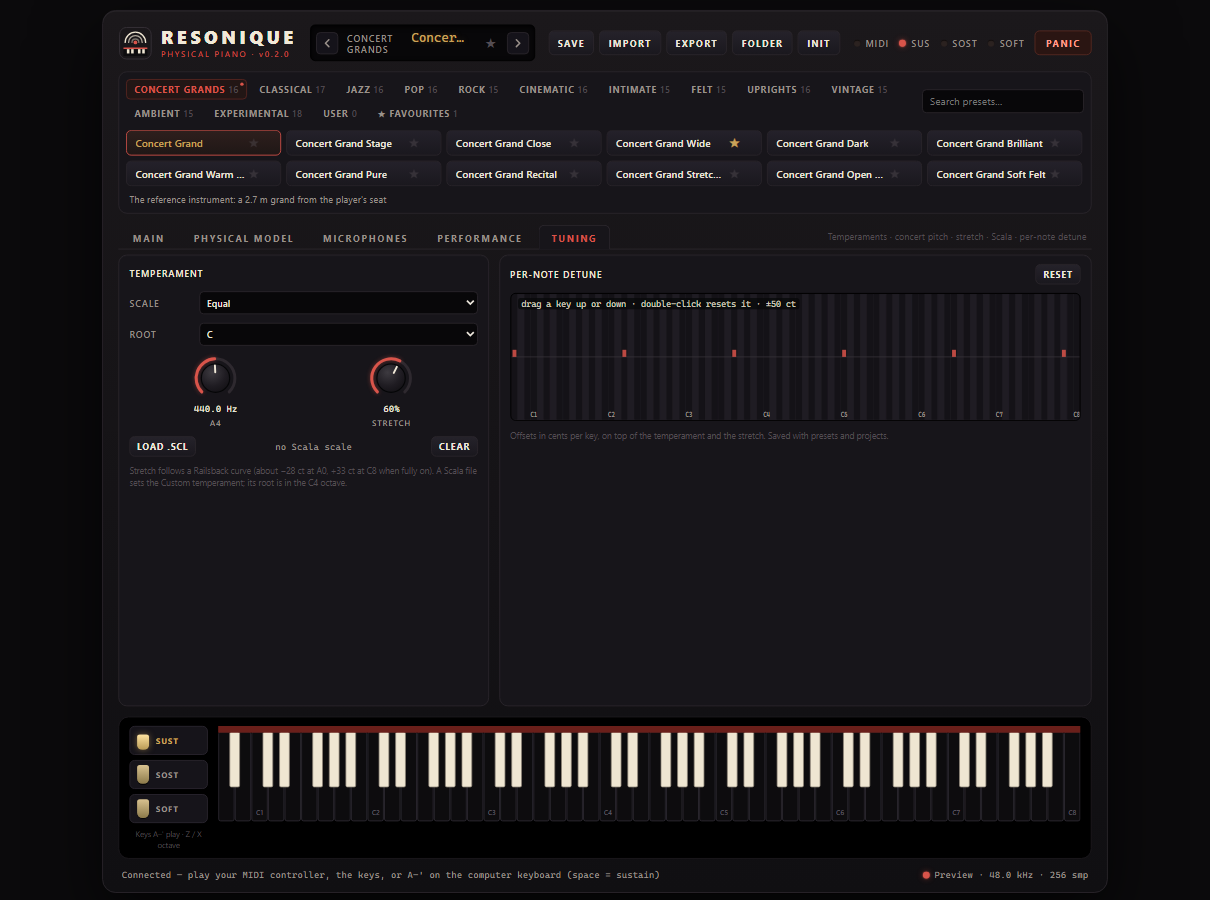 RESONIQUE
PHYSICAL PIANO · v0.2.0
CONCERT GRANDS
Concer…
★
SAVE IMPORT EXPORT FOLDER INIT
MIDI SUS SOST SOFT PANIC
CONCERT GRANDS 16 CLASSICAL 17 JAZZ 16 POP 16 ROCK 15 CINEMATIC 16 INTIMATE 15 FELT 15 UPRIGHTS 16 VINTAGE 15
AMBIENT 15 EXPERIMENTAL 18 USER 0 ★ FAVOURITES 1
Search presets...
Concert Grand ★ Concert Grand Stage ★ Concert Grand Close ★ Concert Grand Wide ★ Concert Grand Dark ★ Concert Grand Brilliant ★
Concert Grand Warm ... ★ Concert Grand Pure ★ Concert Grand Recital ★ Concert Grand Stretc... ★ Concert Grand Open ... ★ Concert Grand Soft Felt ★
The reference instrument: a 2.7 m grand from the player's seat
MAIN PHYSICAL MODEL MICROPHONES PERFORMANCE TUNING
Temperaments · concert pitch · stretch · Scala · per-note detune
TEMPERAMENT
SCALE Equal
ROOT C
440.0 Hz 60%
A4 STRETCH
LOAD .SCL no Scala scale CLEAR
Stretch follows a Railsback curve (about −28 ct at A0, +33 ct at C8 when fully on). A Scala file
sets the Custom temperament; its root is in the C4 octave.
PER-NOTE DETUNE RESET
drag a key up or down · double-click resets it · ±50 ct
C1 C2 C3 C4 C5 C6 C7 C8
Offsets in cents per key, on top of the temperament and the stretch. Saved with presets and projects.
SUST
SOST
SOFT
Keys A–' play · Z / X
octave
C1 C2 C3 C4 C5 C6 C7 C8
Connected — play your MIDI controller, the keys, or A–' on the computer keyboard (space = sustain)
Preview · 48.0 kHz · 256 smp